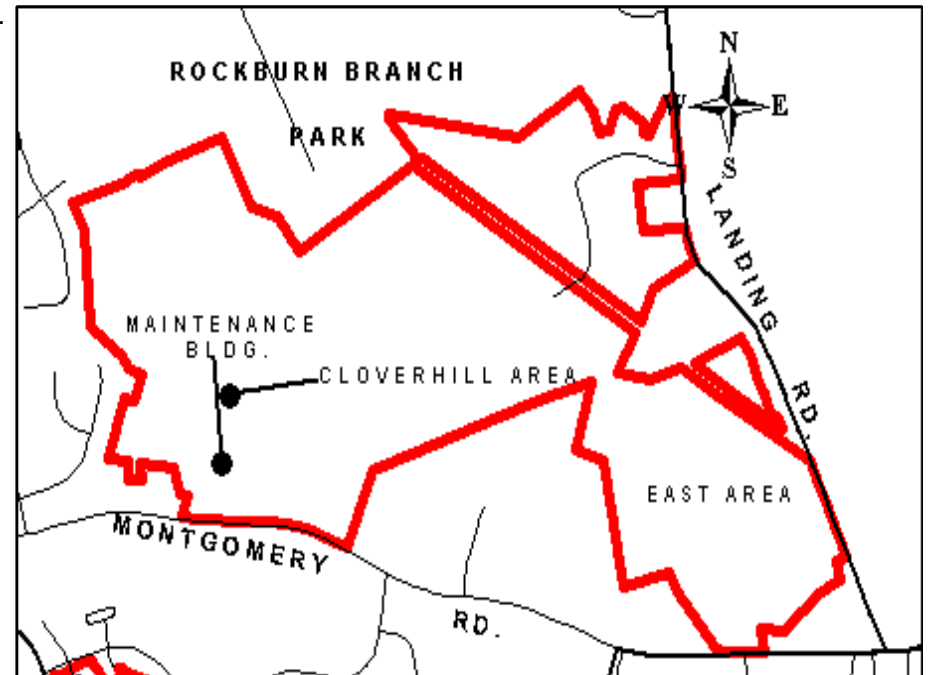 ROCKBURN BRANCH
PARK
N
W E
S
LANDING
RD.
MAINTENANCE
BLDG.
CLOVERHILL AREA
EAST AREA
MONTGOMERY
RD.